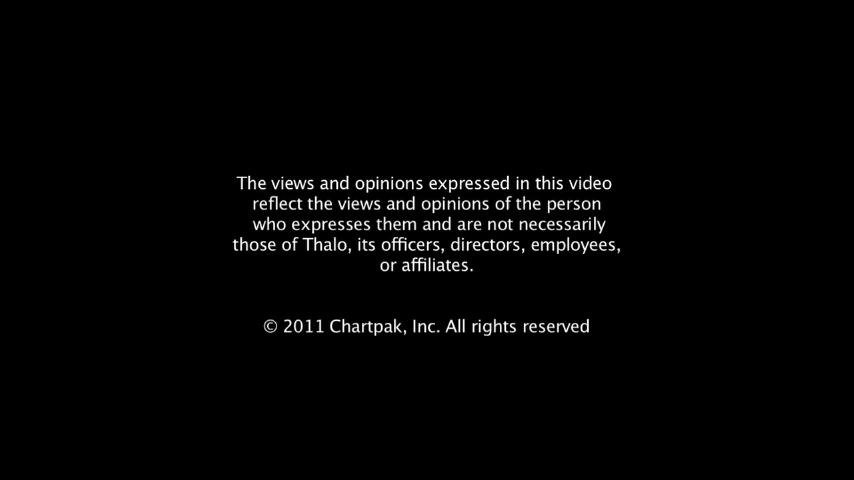 The views and opinions expressed in this video
reflect the views and opinions of the person
who expresses them and are not necessarily
those of Thalo, its officers, directors, employees,
or affiliates.
© 2011 Chartpak, Inc. All rights reserved